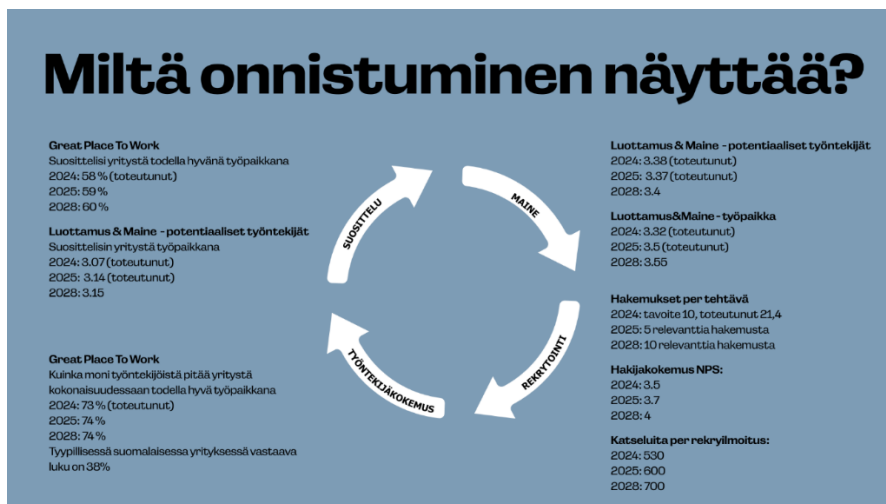 Miltä onnistuminen näyttää?
Great Place To Work
Suosittelisi yritystä todella hyvänä työpaikkana
2024: 58 % (toteutunut)
2025: 59 %
2028: 60 %
Luottamus & Maine - potentiaaliset työntekijät
Suosittelisin yritystä työpaikkana
2024: 3.07 (toteutunut)
2025: 3.14 (toteutunut)
2028: 3.15
Great Place To Work
Kuinka moni työntekijöistä pitää yritystä
kokonaisuudessaan todella hyvä työpaikkana
2024: 73 % (toteutunut)
2025: 74 %
2028: 74 %
Tyypillisessä suomalaisessa yrityksessä vastaava
luku on 38%
SUOSITTELU
MAINE
REKRYTOINTI
TYÖNTEKIJÄKOKEMUS
Luottamus & Maine - potentiaaliset työntekijät
2024: 3.38 (toteutunut)
2025: 3.37 (toteutunut)
2028: 3.4
Luottamus&Maine - työpaikka
2024: 3.32 (toteutunut)
2025: 3.5 (toteutunut)
2028: 3.55
Hakemukset per tehtävä
2024: tavoite 10, toteutunut 21,4
2025: 5 relevanttia hakemusta
2028: 10 relevanttia hakemusta
Hakijakokemus NPS:
2024: 3.5
2025: 3.7
2028: 4
Katseluita per rekryilmoitus:
2024: 530
2025: 600
2028: 700